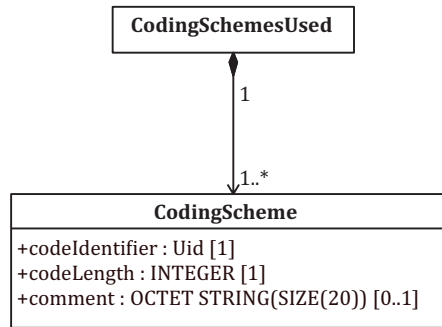 CodingSchemesUsed
1
1..*
CodingScheme
+codeIdentifier : Uid [1]
+codeLength : INTEGER [1]
+comment : OCTET STRING(SIZE(20)) [0..1]